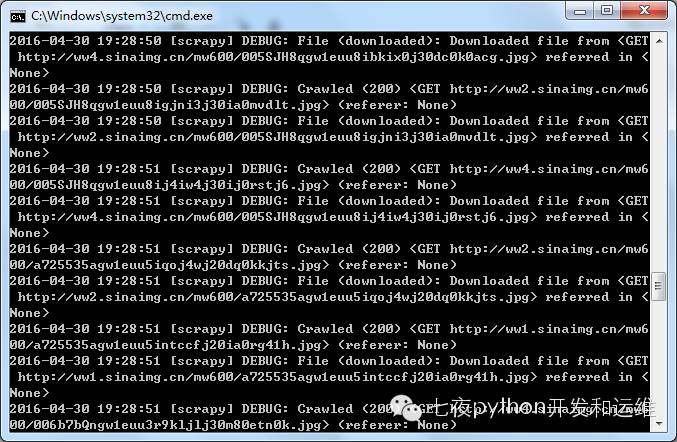 C:\Windows\system32\cmd.exe
2016-04-30 19:28:50 [scrapy] DEBUG: File (downloaded): Downloaded file from <GET
http://ww4.sinaimg.cn/mw600/005SJH8qgw1euu8ibkix0j30dc0k0acg.jpg> referred in <
None>
2016-04-30 19:28:50 [scrapy] DEBUG: Crawled (200) <GET http://ww2.sinaimg.cn/mw6
00/005SJH8qgw1euu8igjni3j30ia0mvdlt.jpg> (referer: None)
2016-04-30 19:28:50 [scrapy] DEBUG: File (downloaded): Downloaded file from <GET
http://ww2.sinaimg.cn/mw600/005SJH8qgw1euu8igjni3j30ia0mvdlt.jpg> referred in <
None>
2016-04-30 19:28:51 [scrapy] DEBUG: Crawled (200) <GET http://ww4.sinaimg.cn/mw6
00/005SJH8qgw1euu8ij4iw4j30ij0rstj6.jpg> (referer: None)
2016-04-30 19:28:51 [scrapy] DEBUG: File (downloaded): Downloaded file from <GET
http://ww4.sinaimg.cn/mw600/005SJH8qgw1euu8ij4iw4j30ij0rstj6.jpg> referred in <
None>
2016-04-30 19:28:51 [scrapy] DEBUG: Crawled (200) <GET http://ww2.sinaimg.cn/mw6
00/a725535agw1euu5iqoj4wj20dq0kkjts.jpg> (referer: None)
2016-04-30 19:28:51 [scrapy] DEBUG: File (downloaded): Downloaded file from <GET
http://ww2.sinaimg.cn/mw600/a725535agw1euu5iqoj4wj20dq0kkjts.jpg> referred in <
None>
2016-04-30 19:28:51 [scrapy] DEBUG: Crawled (200) <GET http://ww1.sinaimg.cn/mw6
00/a725535agw1euu5intccfj20ia0rg41h.jpg> (referer: None)
2016-04-30 19:28:51 [scrapy] DEBUG: File (downloaded): Downloaded file from <GET
http://ww1.sinaimg.cn/mw600/a725535agw1euu5intccfj20ia0rg41h.jpg> referred in <
None>
2016-04-30 19:28:51 [scrapy] DEBUG: Crawled (200) <GET
00/006b7bQngw1euu3r9kljlj30m80etn0k.jpg> (referer: None)
七夜python开发和运维